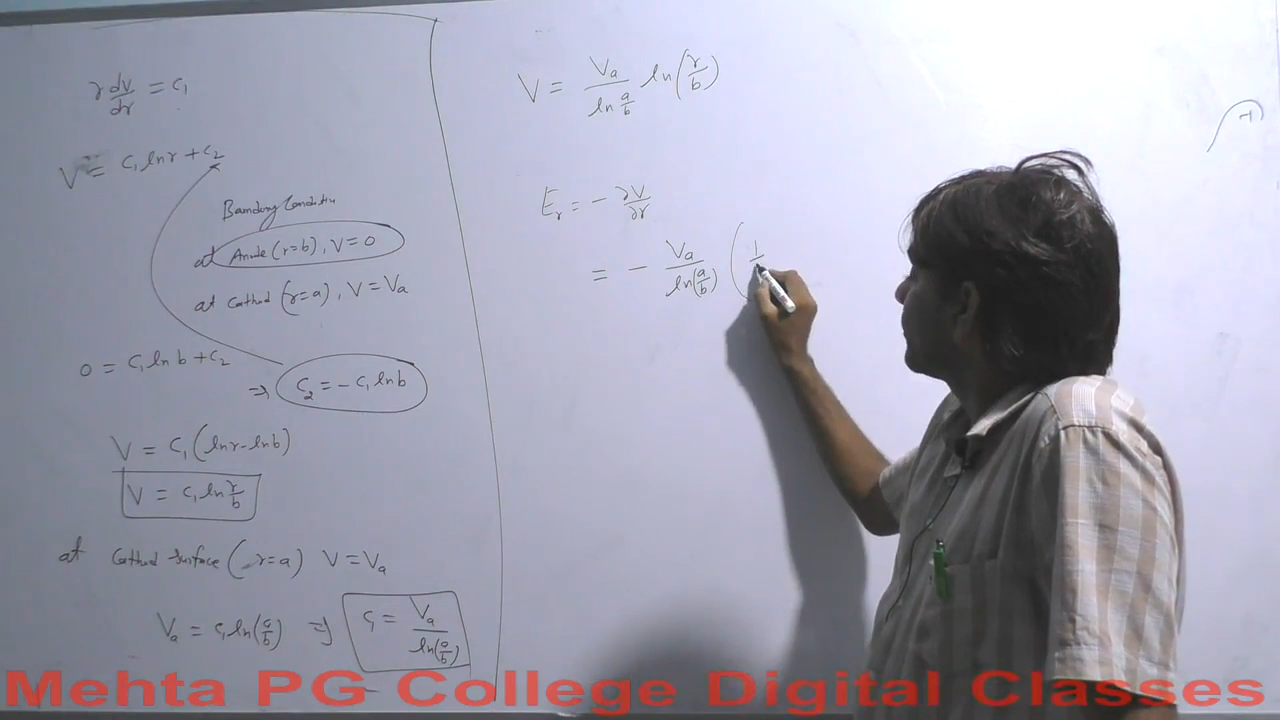 r dv/dr = c₁
V = c₁ ln r + c₂
Boundary Condition
at Anode (r=b), V=0
at Cathod (r=a), V=Va
0 = c₁ ln b + c₂
⇒ c₂ = - c₁ ln b
V = c₁ (ln r - ln b)
V = c₁ ln r/b
at Cathod Surface (r=a) V=Va
Va = c₁ ln(a/b) ⇒ c₁ = Va/ln(a/b)
V = Va/ln a/b ln(r/b)
Er = - ∂V/∂r
= - Va/ln(a/b) (1/
Mehta PG College Digital Classes